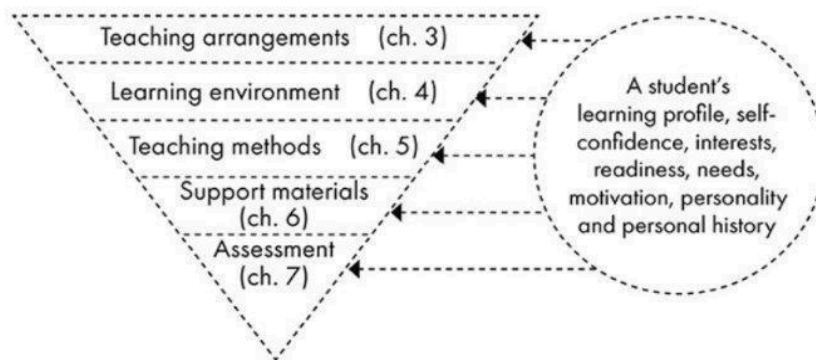 Teaching arrangements (ch. 3)
Learning environment (ch. 4)
Teaching methods (ch. 5)
Support materials
(ch. 6)
Assessment
(ch. 7)
A student's
learning profile, self-
confidence, interests,
readiness, needs,
motivation, personality
and personal history